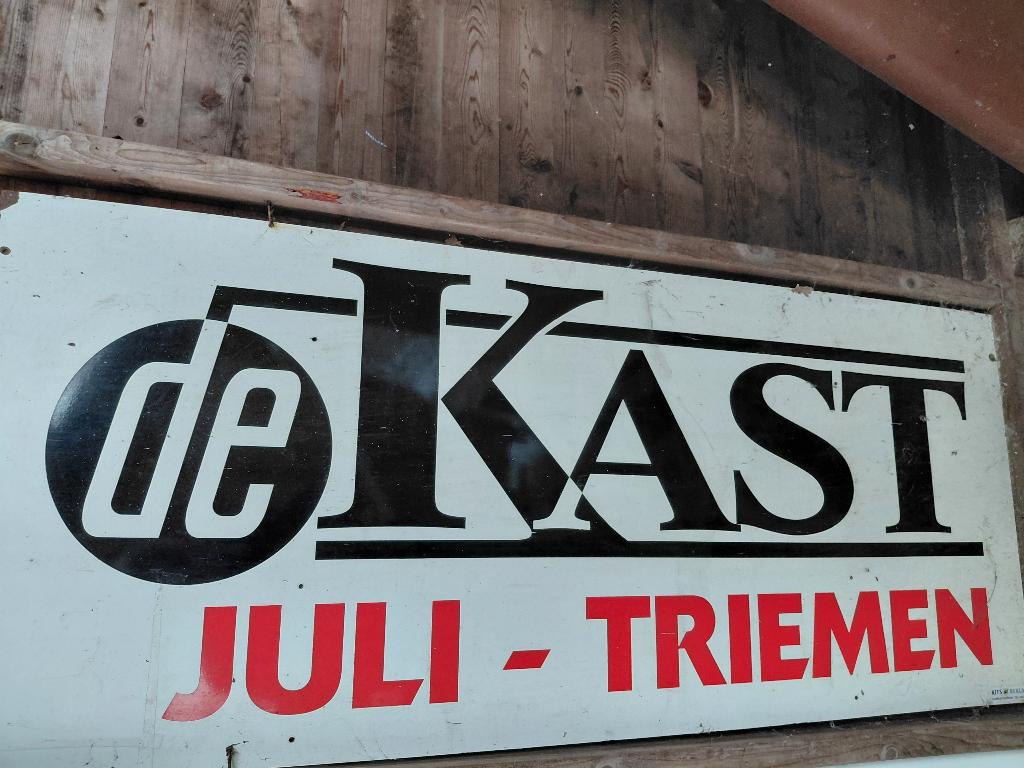 de KAST
JULI - TRIEMEN